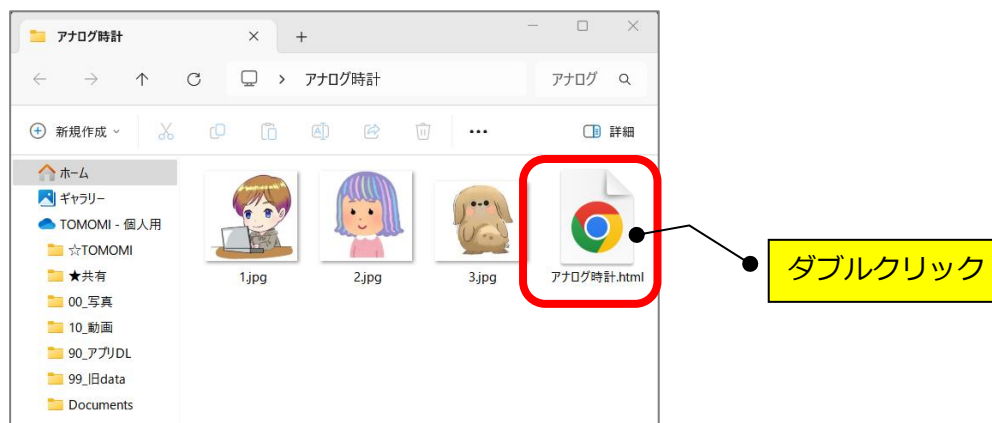 アナログ時計
アナログ時計
アナログ
新規作成
詳細
ホーム
ギャラリー
TOMOMI - 個人用
☆TOMOMI
★共有
00_写真
10_動画
90_アプリDL
99_旧data
Documents
1.jpg
2.jpg
3.jpg
アナログ時計.html
ダブルクリック